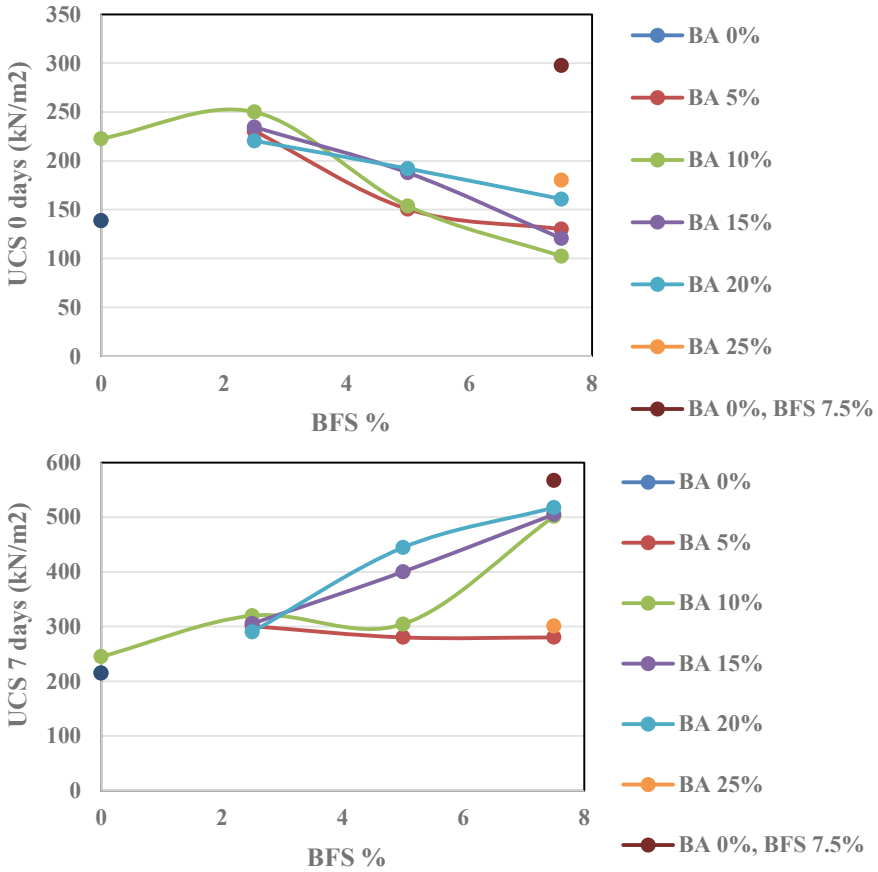 350
300
250
200
150
100
50
0
UCS 0 days (kN/m2)
0 2 4 6 8
BFS %
BA 0%
BA 5%
BA 10%
BA 15%
BA 20%
BA 25%
BA 0%, BFS 7.5%
600
500
400
300
200
100
0
UCS 7 days (kN/m2)
0 2 4 6 8
BFS %
BA 0%
BA 5%
BA 10%
BA 15%
BA 20%
BA 25%
BA 0%, BFS 7.5%